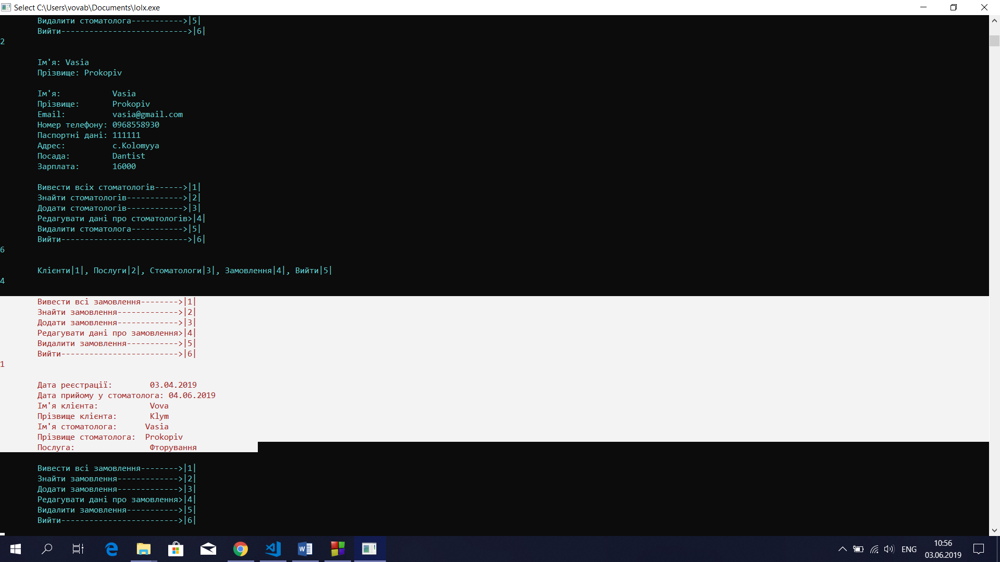 Select C:\Users\vovab\Documents\lolx.exe
Видалити стоматолога----------->|5|
Вийти--------------------------->|6|
2
Ім'я: Vasia
Прізвище: Prokopiv
Ім'я: Vasia
Прізвище: Prokopiv
Email: vasia@gmail.com
Номер телефону: 0968558930
Паспортні дані: 111111
Адрес: c.Kolomyya
Посада: Dantist
Зарплата: 16000
Вивести всіх стоматологів------>|1|
Знайти стоматологів------------>|2|
Додати стоматологів------------>|3|
Редагувати дані про стоматологів>|4|
Видалити стоматолога----------->|5|
Вийти--------------------------->|6|
6
Клієнти|1|, Послуги|2|, Стоматологи|3|, Замовлення|4|, Вийти|5|
4
Вивести всі замовлення-------->|1|
Знайти замовлення------------->|2|
Додати замовлення------------->|3|
Редагувати дані про замовлення>|4|
Видалити замовлення----------->|5|
Вийти------------------------->|6|
1
Дата реєстрації: 03.04.2019
Дата прийому у стоматолога: 04.06.2019
Ім'я клієнта: Vova
Прізвище клієнта: Klym
Ім'я стоматолога: Vasia
Прізвище стоматолога: Prokopiv
Послуга: Фторування
Вивести всі замовлення-------->|1|
Знайти замовлення------------->|2|
Додати замовлення------------->|3|
Редагувати дані про замовлення>|4|
Видалити замовлення----------->|5|
Вийти------------------------->|6|
ENG
10:56
03.06.2019